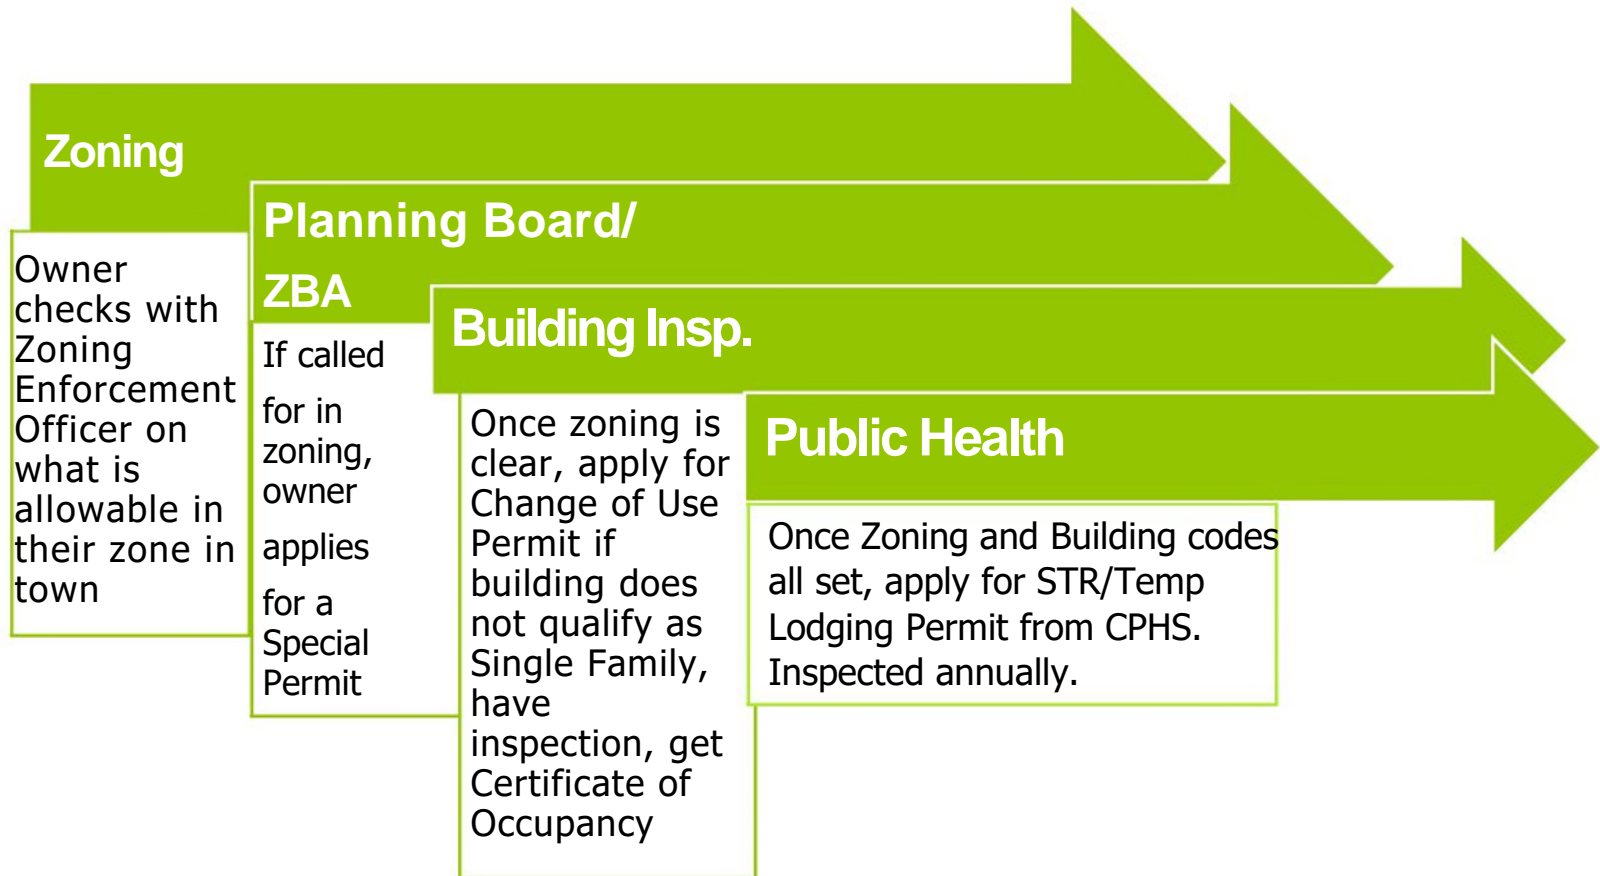 Zoning
Owner
checks with
Zoning
Enforcement
Officer on
what is
allowable in
their zone in
town
Planning Board/
ZBA
If called
for in
zoning,
owner
applies
for a
Special
Permit
Building Insp.
Once zoning is
clear, apply for
Change of Use
Permit if
building does
not qualify as
Single Family,
have
inspection, get
Certificate of
Occupancy
Public Health
Once Zoning and Building codes
all set, apply for STR/Temp
Lodging Permit from CPHS.
Inspected annually.